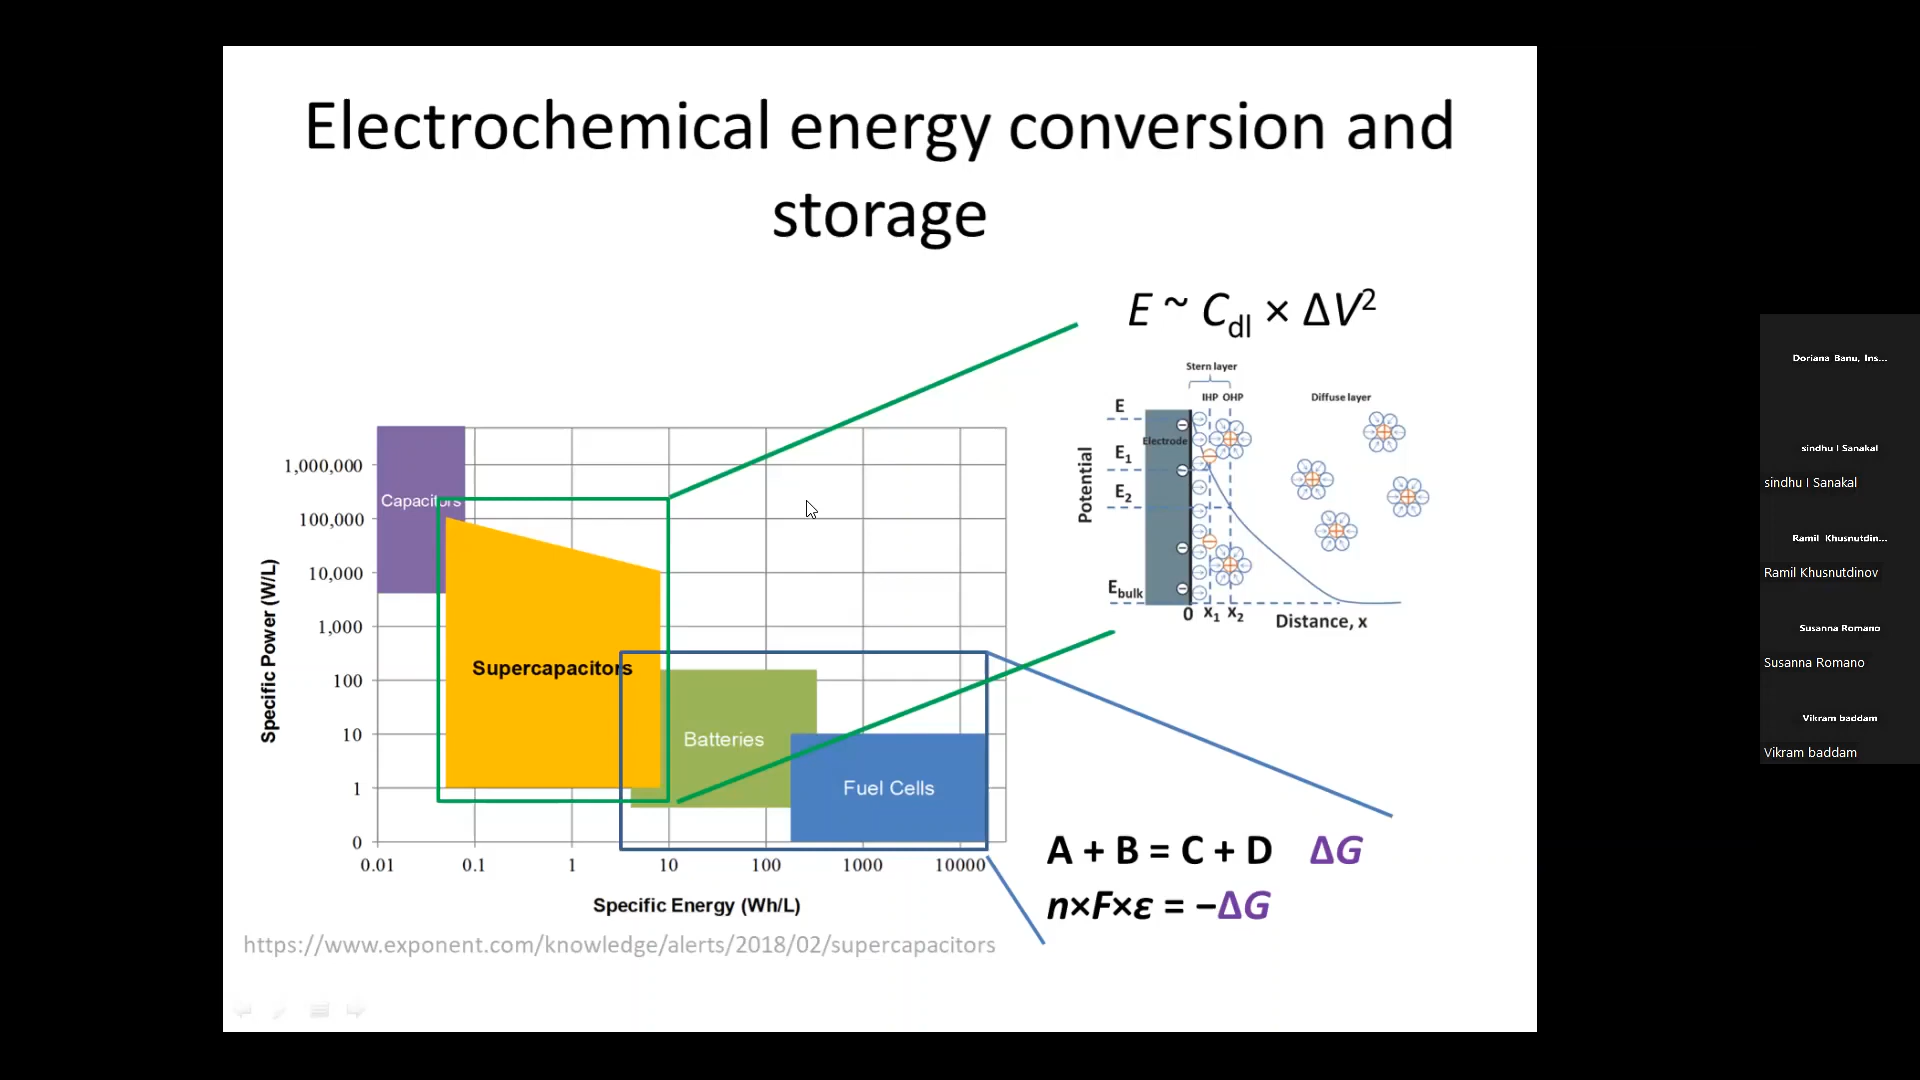 Electrochemical energy conversion and
storage
E ~ Cdl × ΔV²
Stern layer
IHP OHP
Diffuse layer
E
Electrode
E1
E2
Ebulk
Potential
0 x1 x2
Distance, x
1,000,000
100,000
10,000
1,000
100
10
1
0
Specific Power (W/L)
Capacitors
Supercapacitors
Batteries
Fuel Cells
0.01 0.1 1 10 100 1000 10000
Specific Energy (Wh/L)
A + B = C + D ΔG
n×F×ε = −ΔG
https://www.exponent.com/knowledge/alerts/2018/02/supercapacitors
Doriana Banu, Ins...
sindhu I Sanakal
sindhu I Sanakal
Ramil Khusnutdin...
Ramil Khusnutdinov
Susanna Romano
Susanna Romano
Vikram baddam
Vikram baddam